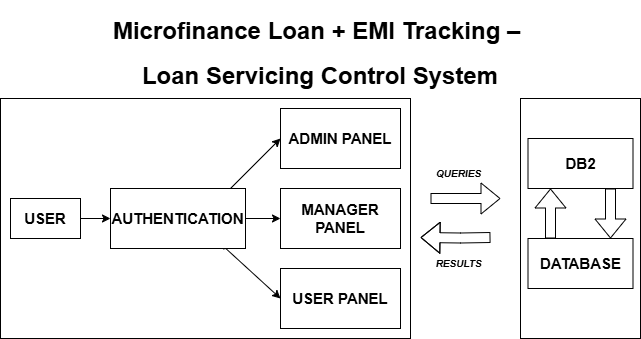 Microfinance Loan + EMI Tracking –
Loan Servicing Control System
ADMIN PANEL
USER
AUTHENTICATION
MANAGER
PANEL
USER PANEL
QUERIES
RESULTS
DB2
DATABASE